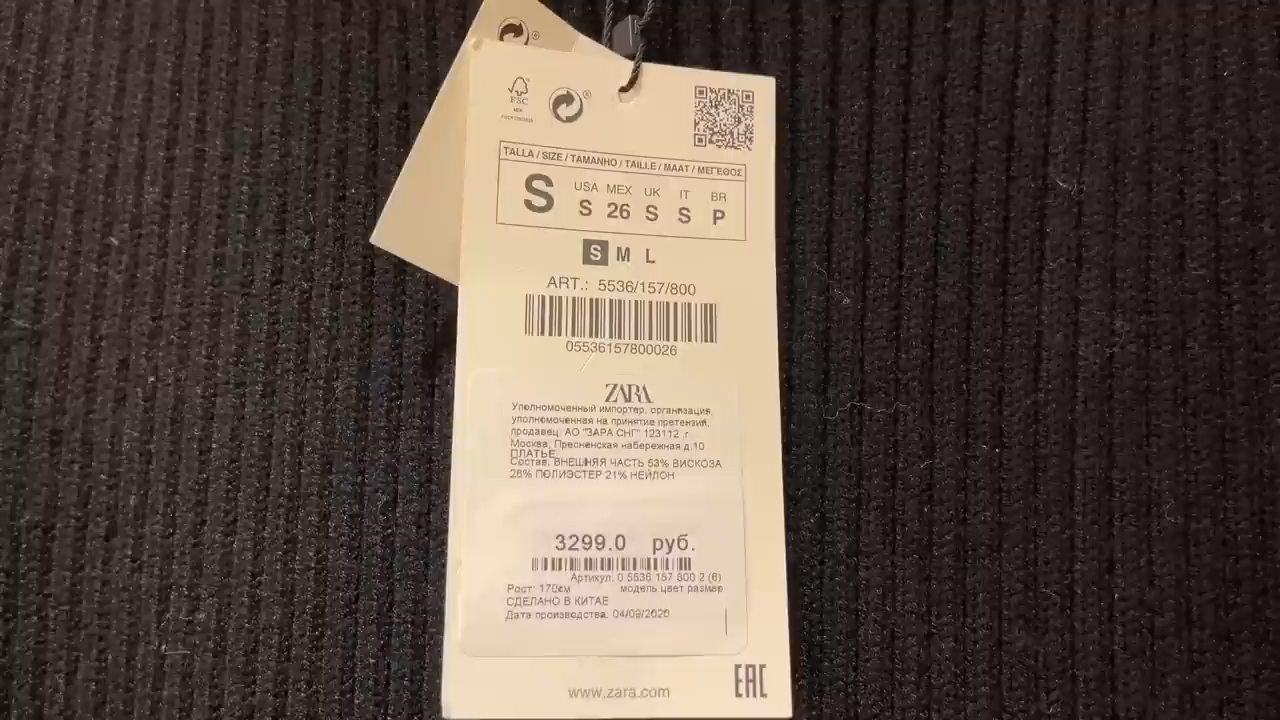 FSC
TALLA / SIZE / TAMANHO / TAILLE / MAAT / ΜΕΓΕΘΟΣ
S
USA MEX UK IT BR
S 26 S S P
S M L
ART.: 5536/157/800
05536157800026
ZARA
Уполномоченный импортер, организация,
уполномоченная на принятие претензий,
продавец: АО "ЗАРА СНГ" 123112 ,г
Москва, Пресненская набережная д.10
ПЛАТЬЕ
Состав: ВНЕШНЯЯ ЧАСТЬ 53% ВИСКОЗА
26% ПОЛИЭСТЕР 21% НЕЙЛОН
3299.0 руб.
Артикул: 0 5536 157 800 2 (6)
Рост: 170см модель цвет размер
СДЕЛАНО В КИТАЕ
Дата производства: 04/09/2020
www.zara.com
EAC